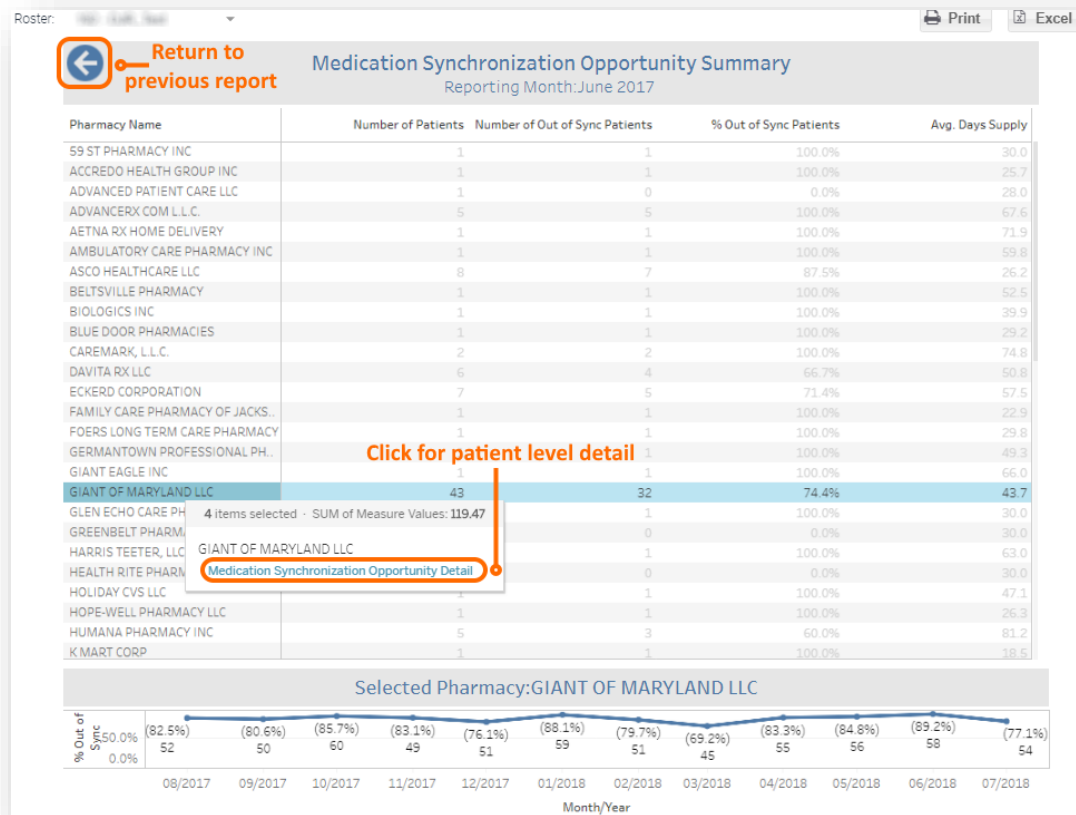 Roster:
Print
Excel
Return to
previous report
Medication Synchronization Opportunity Summary
Reporting Month:June 2017
Pharmacy Name Number of Patients Number of Out of Sync Patients % Out of Sync Patients Avg. Days Supply
59 ST PHARMACY INC 1 1 100.0% 30.0
ACCREDO HEALTH GROUP INC 1 1 100.0% 25.7
ADVANCED PATIENT CARE LLC 1 0 0.0% 28.0
ADVANCERX COM L.L.C. 5 5 100.0% 67.6
AETNA RX HOME DELIVERY 1 1 100.0% 71.9
AMBULATORY CARE PHARMACY INC 1 1 100.0% 59.8
ASCO HEALTHCARE LLC 8 7 87.5% 26.2
BELTSVILLE PHARMACY 1 1 100.0% 52.5
BIOLOGICS INC 1 1 100.0% 39.9
BLUE DOOR PHARMACIES 1 1 100.0% 29.2
CAREMARK, L.L.C. 2 2 100.0% 74.8
DAVITA RX LLC 6 4 66.7% 50.8
ECKERD CORPORATION 7 5 71.4% 57.5
FAMILY CARE PHARMACY OF JACKS.. 1 1 100.0% 22.9
FOERS LONG TERM CARE PHARMACY 1 1 100.0% 29.8
GERMANTOWN PROFESSIONAL PH.. 1 100.0% 49.3
Click for patient level detail
GIANT EAGLE INC 1 1 100.0% 66.0
GIANT OF MARYLAND LLC 43 32 74.4% 43.7
GLEN ECHO CARE PH 1 100.0% 30.0
4 items selected · SUM of Measure Values: 119.47
GREENBELT PHARMA 0 0.0% 30.0
HARRIS TEETER, LLC 1 100.0% 63.0
GIANT OF MARYLAND LLC
HEALTH RITE PHARM 0 0.0% 30.0
Medication Synchronization Opportunity Detail
HOLIDAY CVS LLC 1 1 100.0% 47.1
HOPE-WELL PHARMACY LLC 1 1 100.0% 26.3
HUMANA PHARMACY INC 5 3 60.0% 81.2
K MART CORP 1 1 100.0% 18.5
Selected Pharmacy:GIANT OF MARYLAND LLC
% Out of
Sync
50.0%
0.0%
(82.5%) (80.6%) (85.7%) (83.1%) (76.1%) (88.1%) (79.7%) (69.2%) (83.3%) (84.8%) (89.2%) (77.1%)
52 50 60 49 51 59 51 45 55 56 58 54
08/2017 09/2017 10/2017 11/2017 12/2017 01/2018 02/2018 03/2018 04/2018 05/2018 06/2018 07/2018
Month/Year